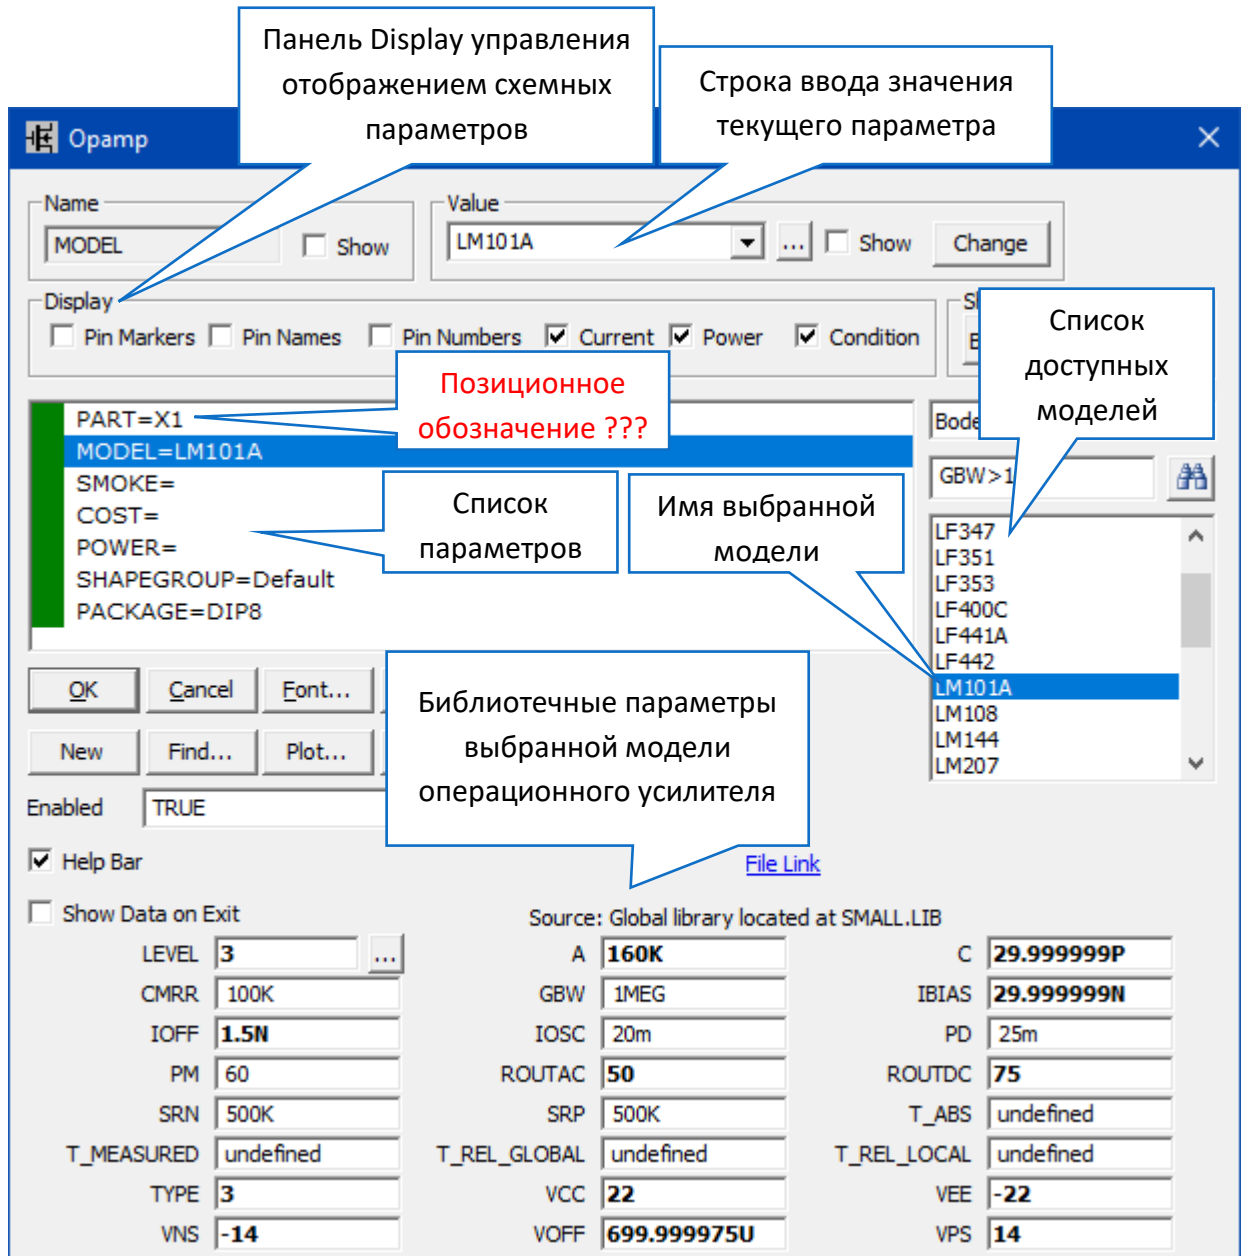 Панель Display управления
отображением схемных
параметров
Строка ввода значения
текущего параметра
Opamp
Name
MODEL
Show
Value
LM101A
...
Show
Change
Display
Pin Markers
Pin Names
Pin Numbers
Current
Power
Condition
Список
доступных
моделей
Позиционное
обозначение ???
PART=X1
MODEL=LM101A
SMOKE=
COST=
POWER=
SHAPEGROUP=Default
PACKAGE=DIP8
Список
параметров
Имя выбранной
модели
GBW>1
LF347
LF351
LF353
LF400C
LF441A
LF442
LM101A
LM108
LM144
LM207
OK
Cancel
Font...
New
Find...
Plot...
Библиотечные параметры
выбранной модели
операционного усилителя
Enabled
TRUE
Help Bar
File Link
Show Data on Exit
Source: Global library located at SMALL.LIB
LEVEL 3 ... A 160K C 29.999999P
CMRR 100K GBW 1MEG IBIAS 29.999999N
IOFF 1.5N IOSC 20m PD 25m
PM 60 ROUTAC 50 ROUTDC 75
SRN 500K SRP 500K T_ABS undefined
T_MEASURED undefined T_REL_GLOBAL undefined T_REL_LOCAL undefined
TYPE 3 VCC 22 VEE -22
VNS -14 VOFF 699.999975U VPS 14